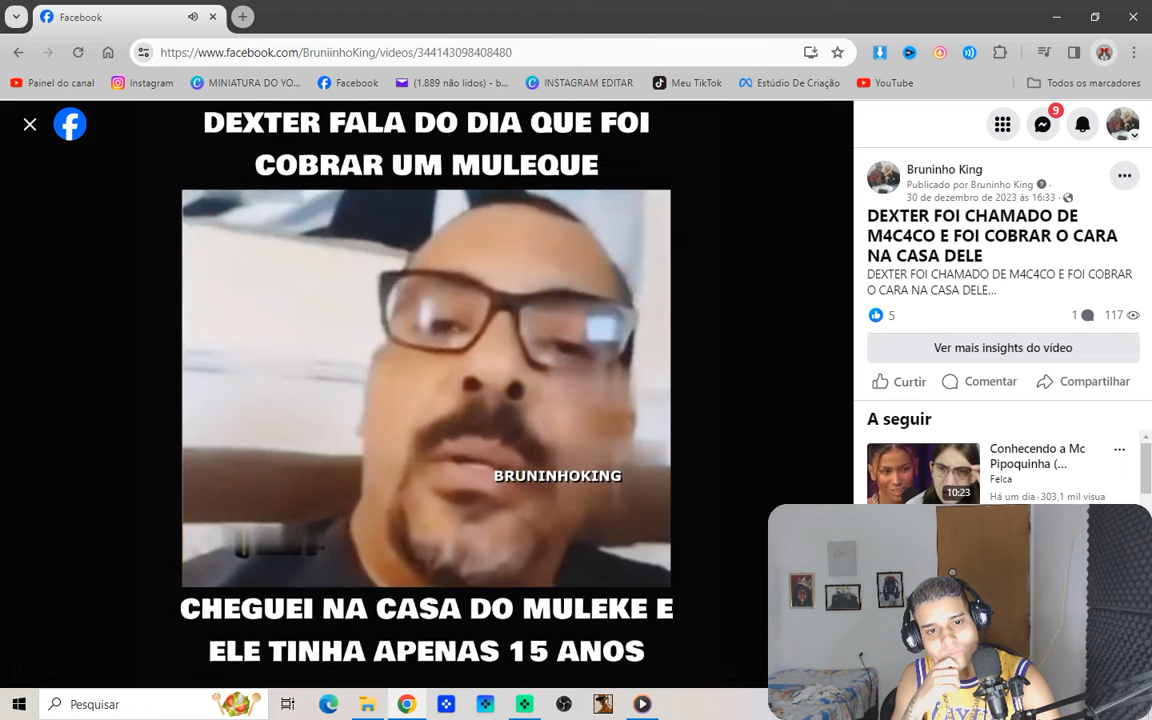 Facebook
https://www.facebook.com/BruniinhoKing/videos/344143098408480
Painel do canal
Instagram
MINIATURA DO YO...
Facebook
(1.889 não lidos) - b...
INSTAGRAM EDITAR
Meu TikTok
Estúdio De Criação
YouTube
Todos os marcadores
DEXTER FALA DO DIA QUE FOI
COBRAR UM MULEQUE
BRUNINHOKING
CHEGUEI NA CASA DO MULEKE E
ELE TINHA APENAS 15 ANOS
9
Bruninho King
Publicado por Bruninho King
30 de dezembro de 2023 às 16:33
DEXTER FOI CHAMADO DE
M4C4CO E FOI COBRAR O CARA
NA CASA DELE
DEXTER FOI CHAMADO DE M4C4CO E FOI COBRAR
O CARA NA CASA DELE...
5
1
117
Ver mais insights do vídeo
Curtir
Comentar
Compartilhar
A seguir
10:23
Conhecendo a Mc
Pipoquinha (...
Felca
Há um dia · 303,1 mil visua
Pesquisar